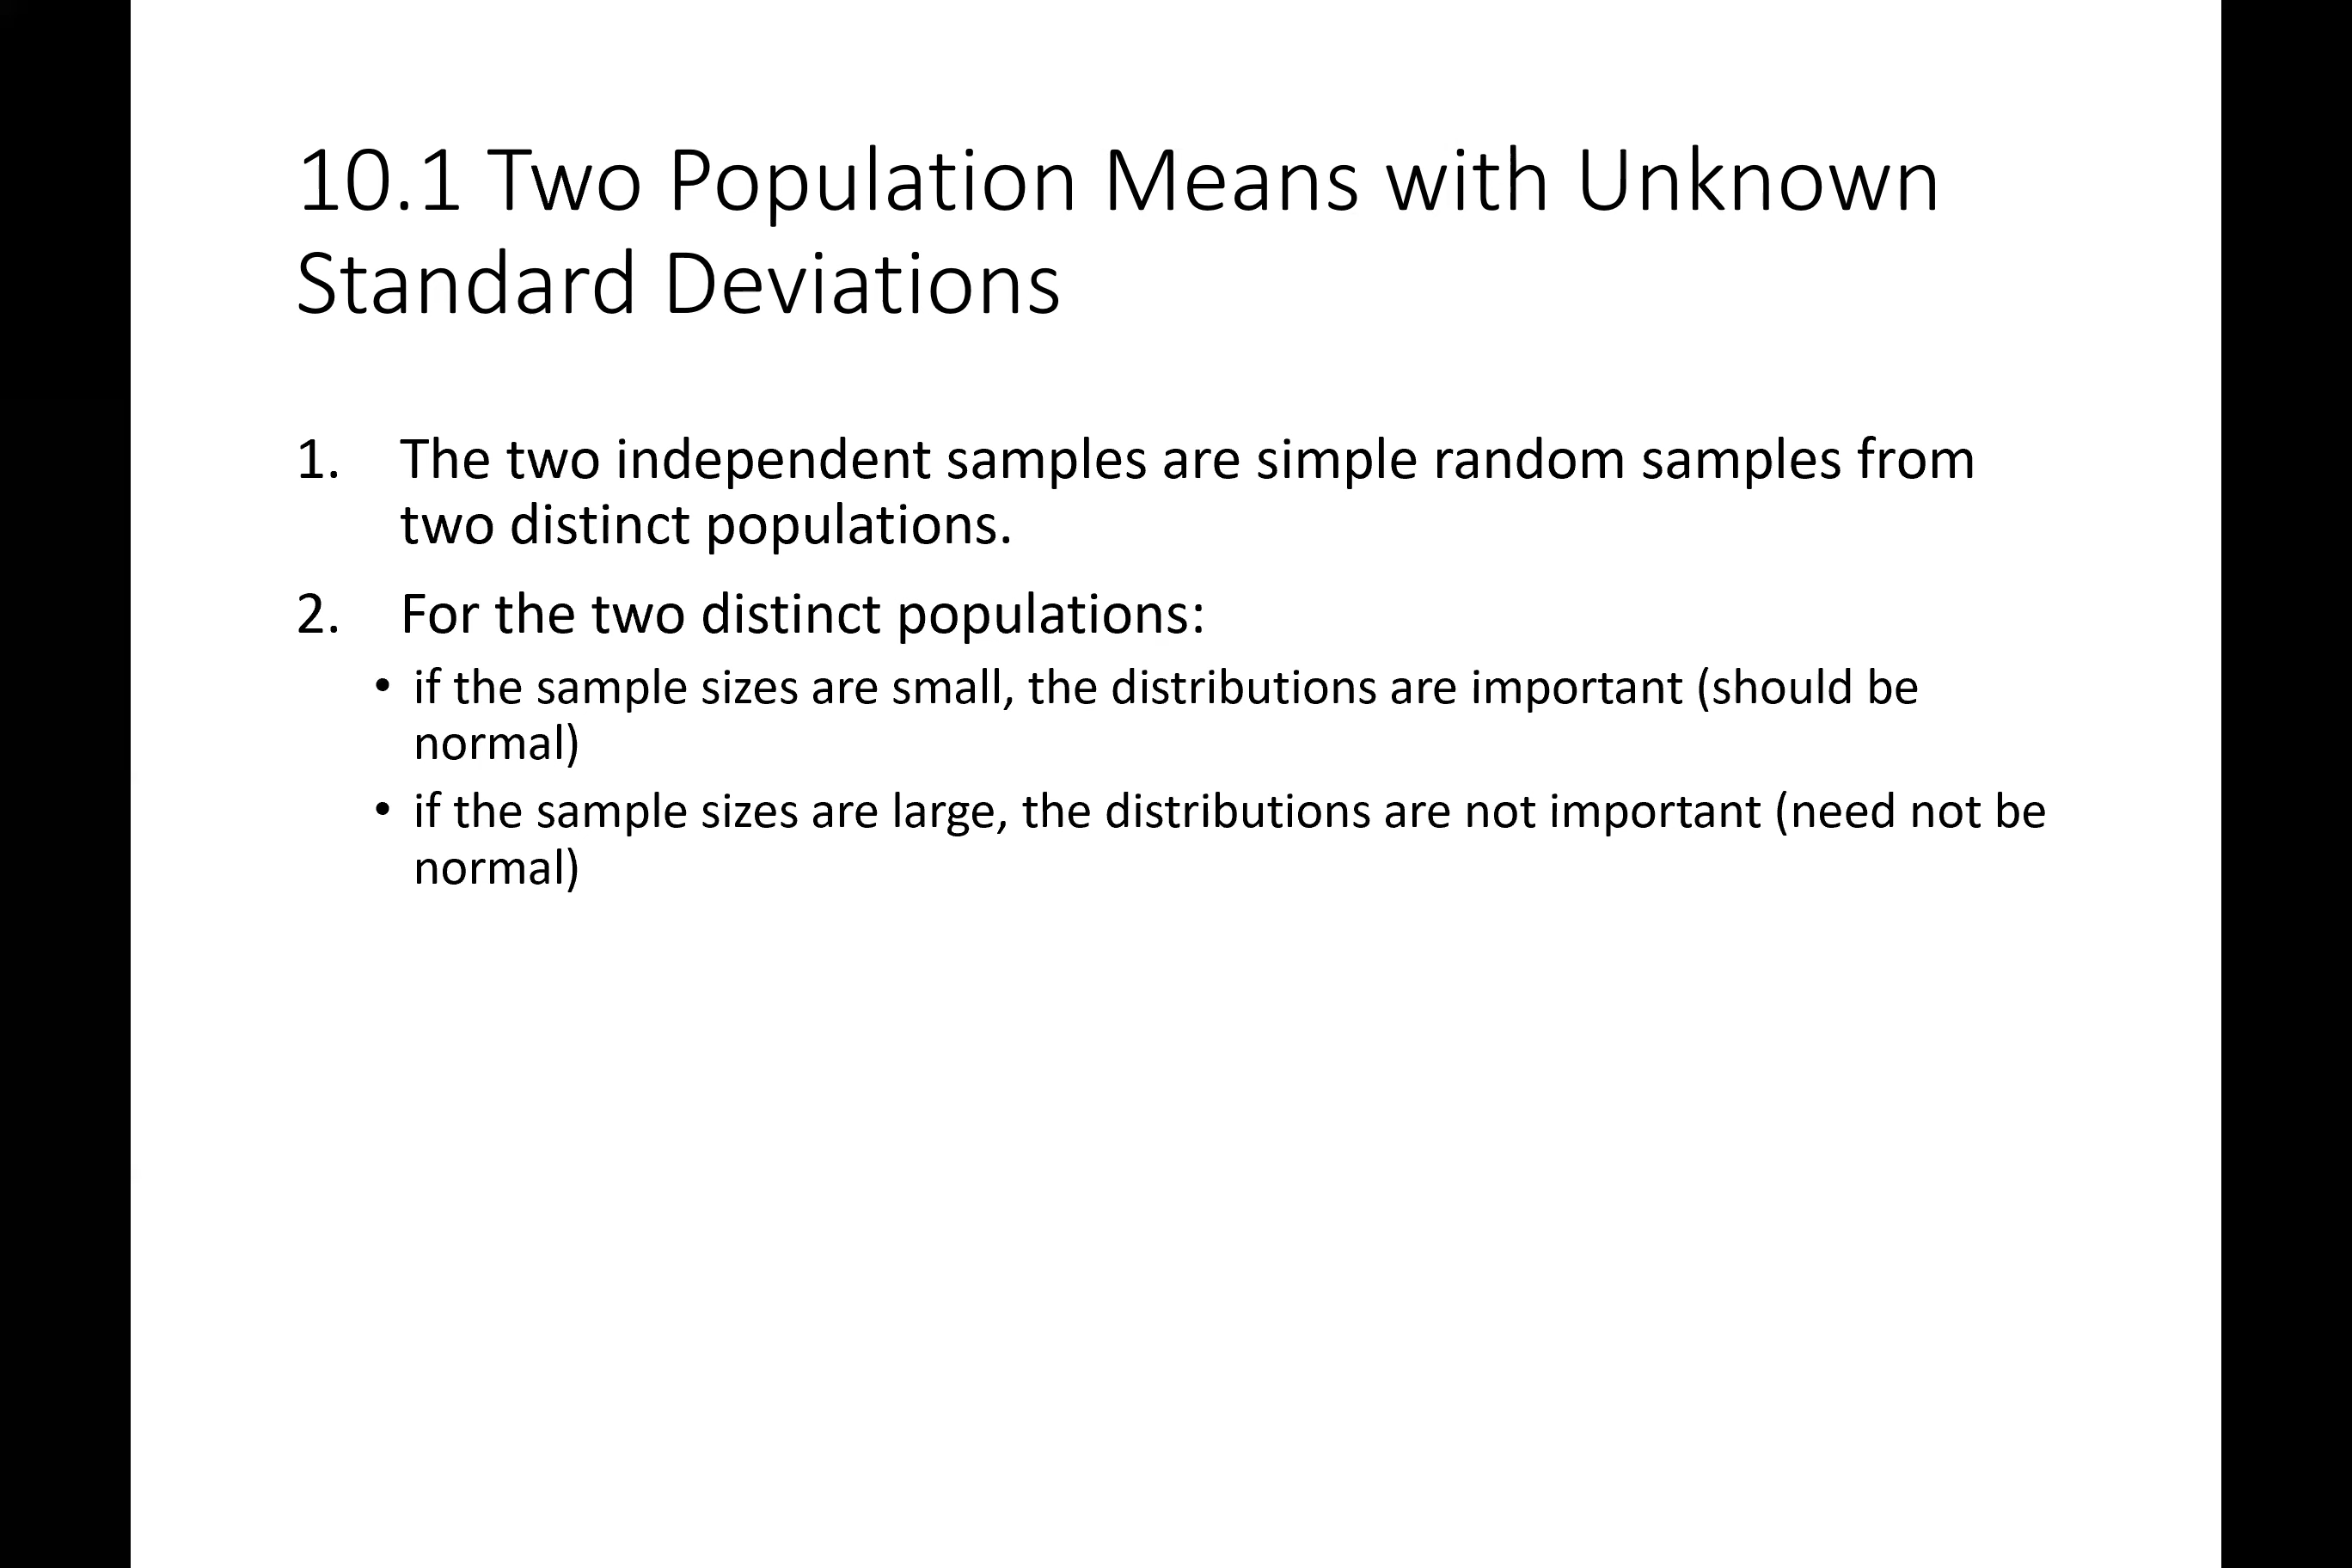 10.1 Two Population Means with Unknown
Standard Deviations
1. The two independent samples are simple random samples from
two distinct populations.
2. For the two distinct populations:
• if the sample sizes are small, the distributions are important (should be
normal)
• if the sample sizes are large, the distributions are not important (need not be
normal)